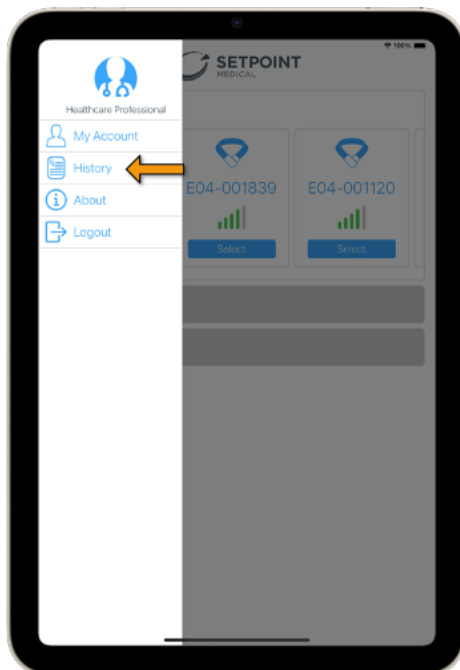 100%
SETPOINT
MEDICAL
Healthcare Professional
My Account
History
About
Logout
E04-001839
E04-001120
Select
Select